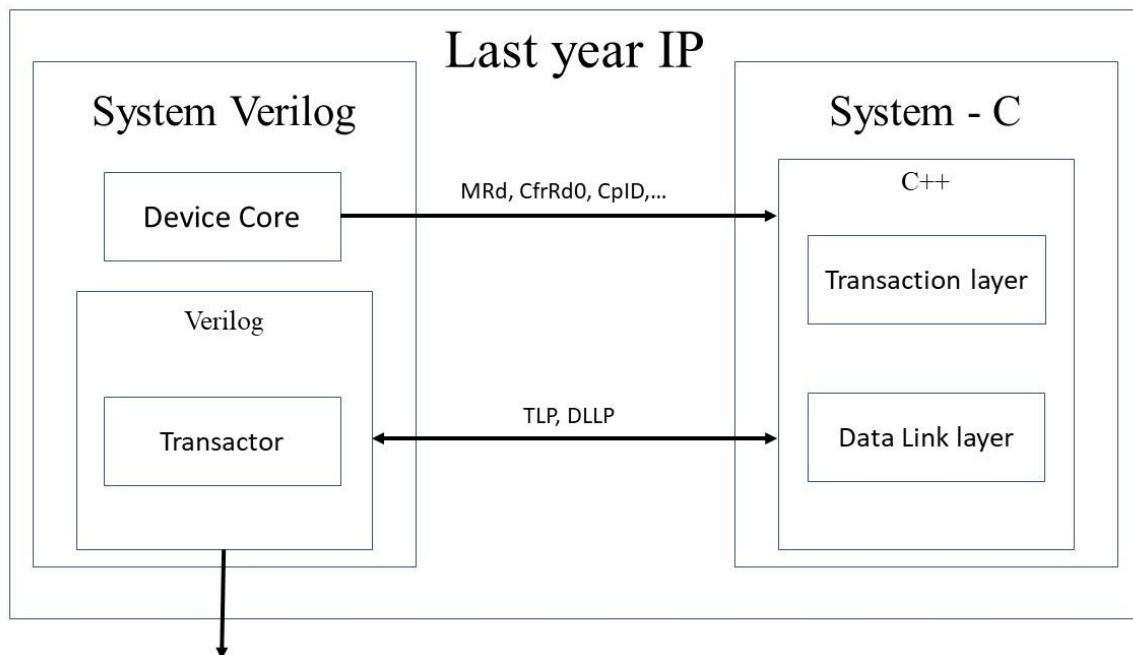 Last year IP
System Verilog
System - C
Device Core
MRd, CfrRd0, CpID,...
C++
Transaction layer
Verilog
Transactor
TLP, DLLP
Data Link layer